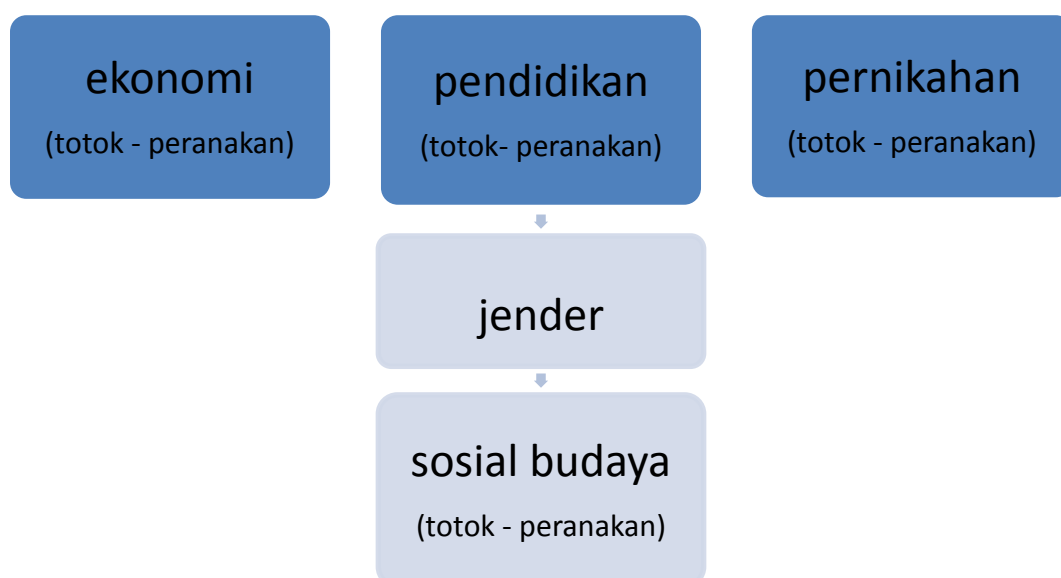 ekonomi
(totok - peranakan)
pendidikan
(totok- peranakan)
pernikahan
(totok - peranakan)
jender
sosial budaya
(totok - peranakan)